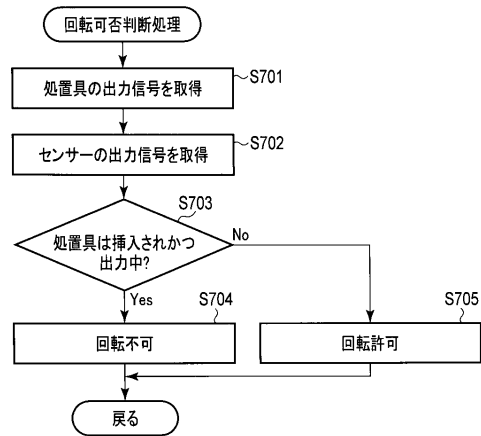 回転可否判断処理
S701
処置具の出力信号を取得
S702
センサーの出力信号を取得
S703
処置具は挿入されかつ
出力中?
No
Yes
S704
回転不可
S705
回転許可
戻る